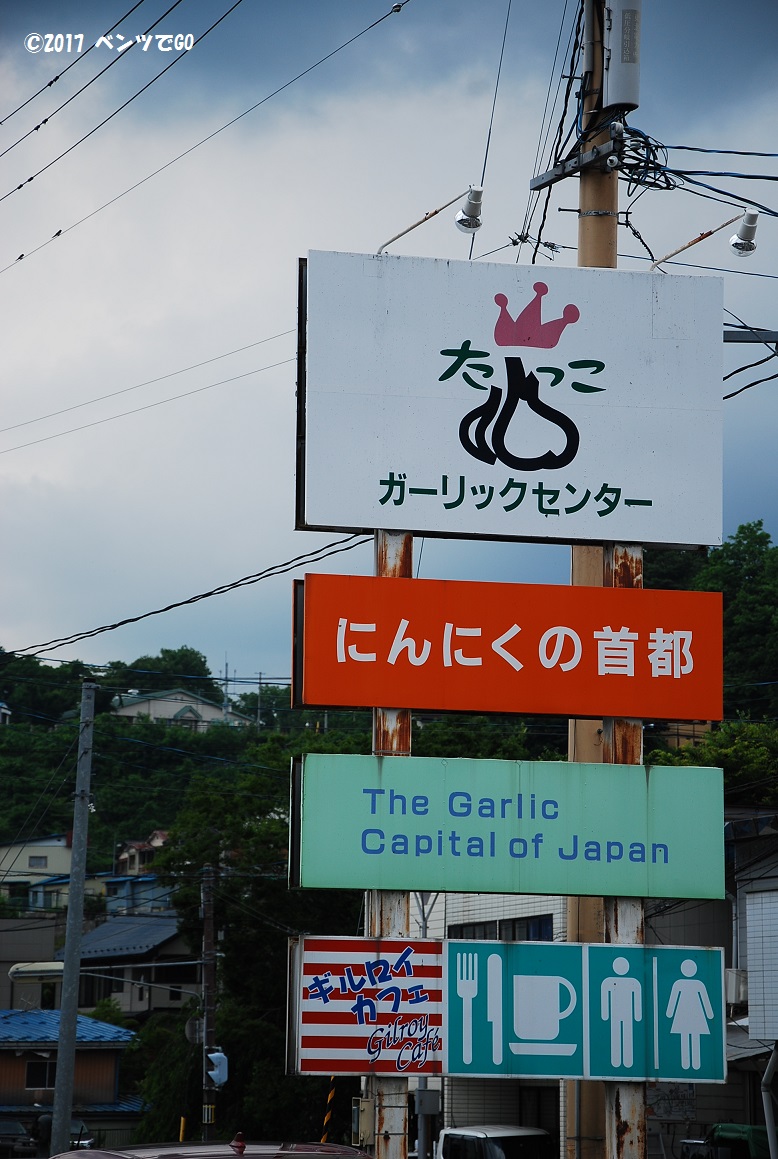 ©2017 ベンツでGO
たっこ
ガーリックセンター
にんにくの首都
The Garlic
Capital of Japan
ギルロイ
カフェ
Gilroy
Café